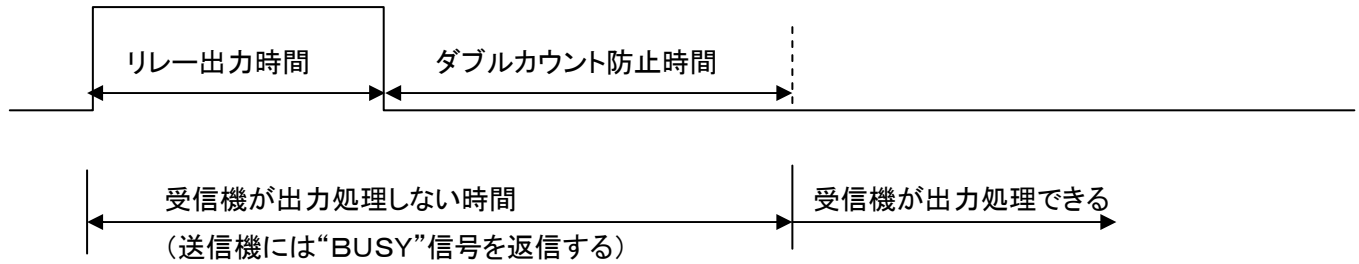 リレー出力時間
ダブルカウント防止時間
受信機が出力処理しない時間
受信機が出力処理できる
（送信機には“ＢＵＳＹ”信号を返信する）